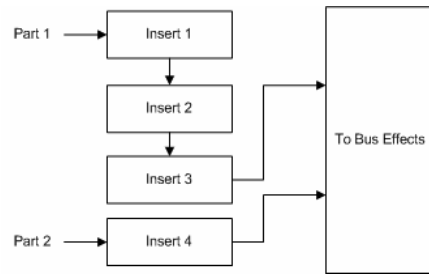 Part 1
Insert 1
Insert 2
Insert 3
To Bus Effects
Part 2
Insert 4